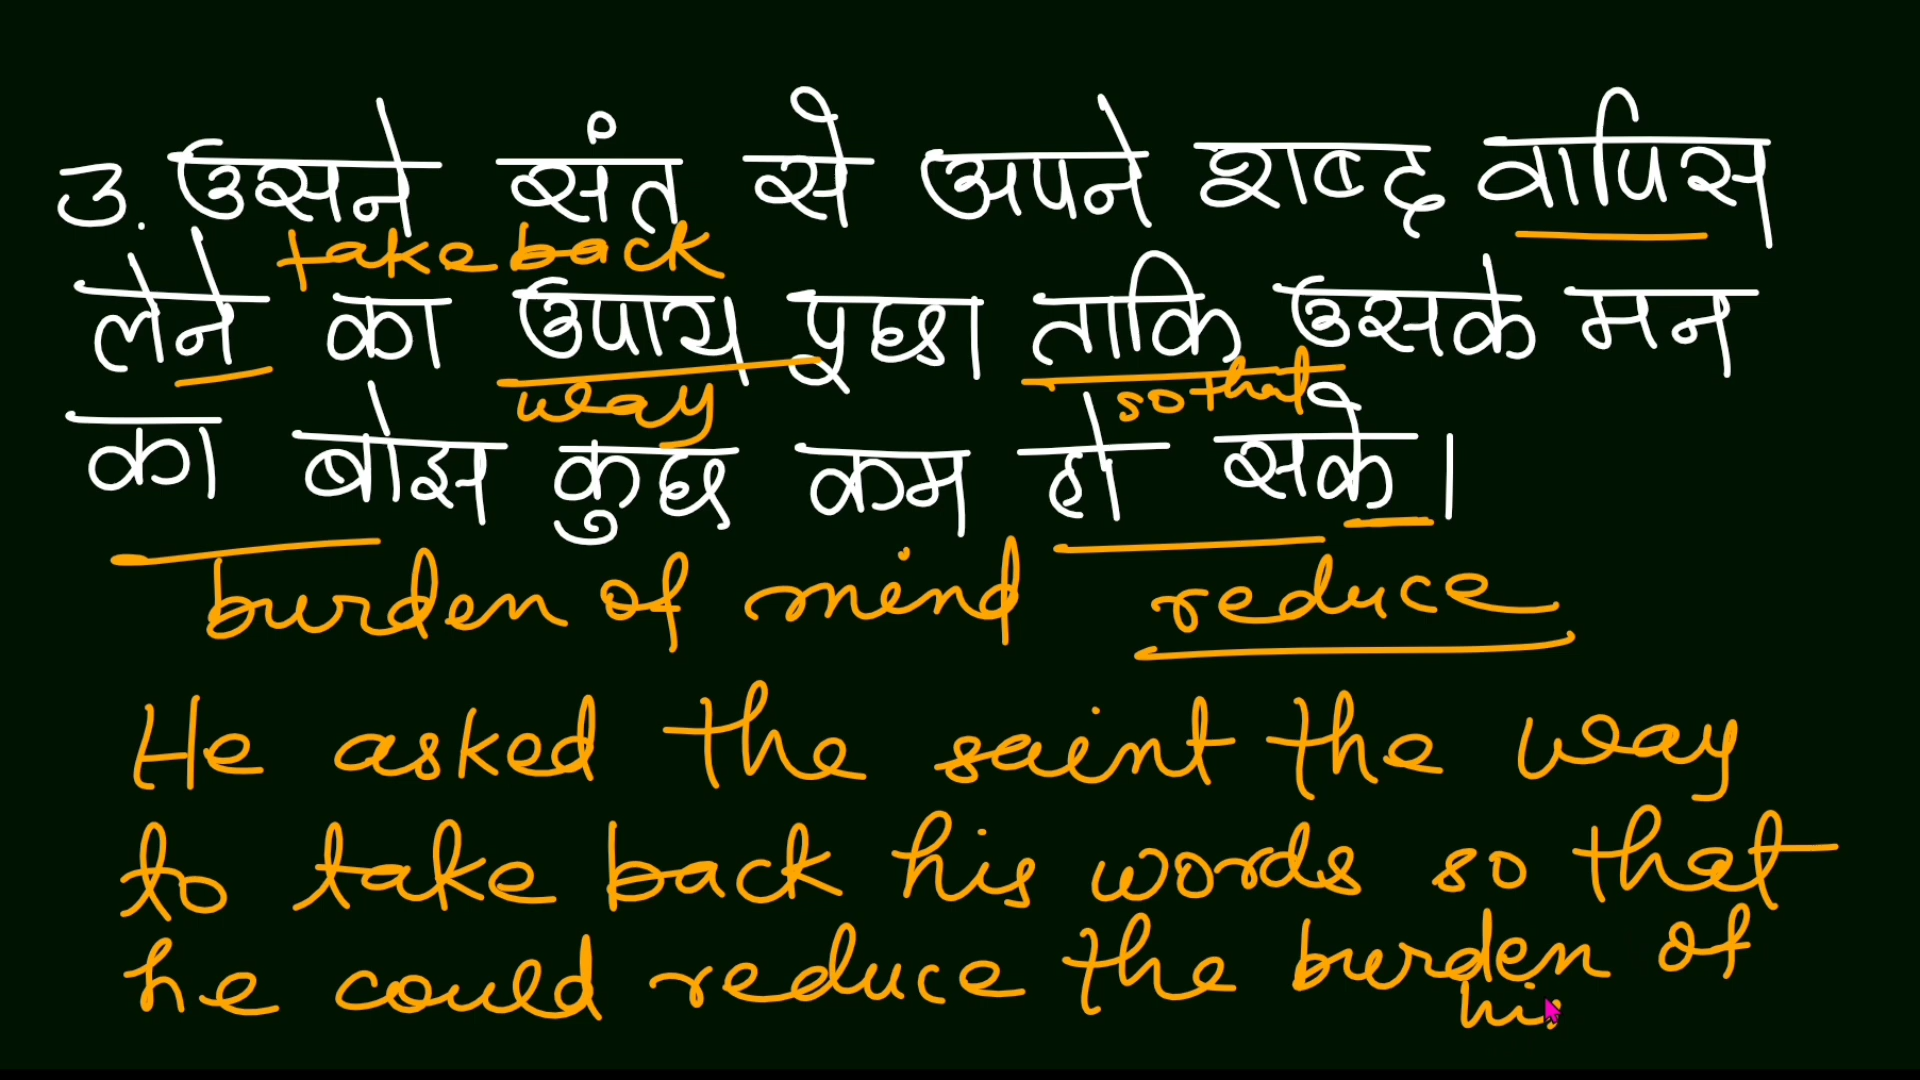 3. उसने संत से अपने शब्द वापिस
take back
लेने का उपाय पूछा ताकि उसके मन
way so that
का बोझ कुछ कम हो सके।
burden of mind reduce
He asked the saint the way
to take back his words so that
he could reduce the burden of
his